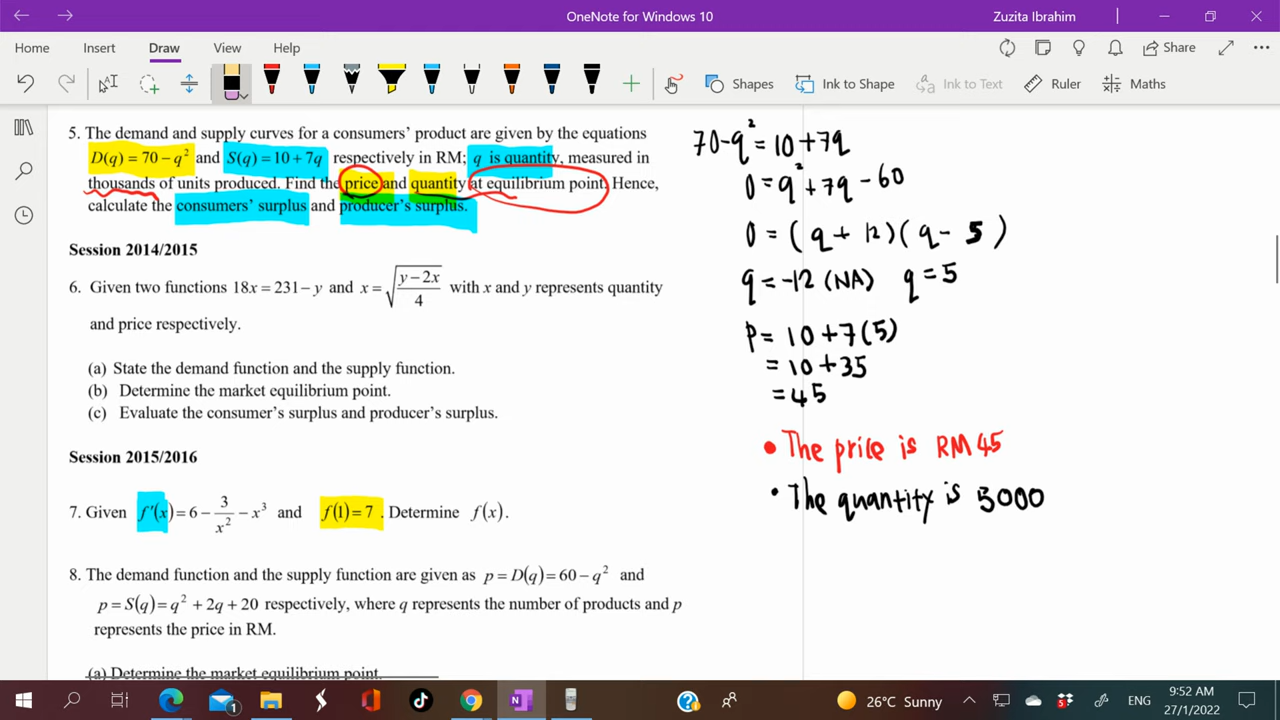 OneNote for Windows 10
Zuzita Ibrahim
Home Insert Draw View Help
Share
Shapes Ink to Shape Ink to Text Ruler Maths
5. The demand and supply curves for a consumers' product are given by the equations
D(q) = 70 − q² and S(q) = 10 + 7q respectively in RM; q is quantity, measured in
thousands of units produced. Find the price and quantity at equilibrium point. Hence,
calculate the consumers' surplus and producer's surplus.
Session 2014/2015
6. Given two functions 18x = 231 − y and x = √((y − 2x)/4) with x and y represents quantity
and price respectively.
(a) State the demand function and the supply function.
(b) Determine the market equilibrium point.
(c) Evaluate the consumer's surplus and producer's surplus.
Session 2015/2016
7. Given f′(x) = 6 − 3/x² − x³ and f(1) = 7 . Determine f(x).
8. The demand function and the supply function are given as p = D(q) = 60 − q² and
p = S(q) = q² + 2q + 20 respectively, where q represents the number of products and p
represents the price in RM.
(a) Determine the market equilibrium point.
70 - q² = 10 + 7q
0 = q² + 7q - 60
0 = (q + 12)(q - 5)
q = -12 (NA) q = 5
P = 10 + 7(5)
= 10 + 35
= 45
• The price is RM 45
• The quantity is 5000
1
5
26°C Sunny
ENG
9:52 AM
27/1/2022